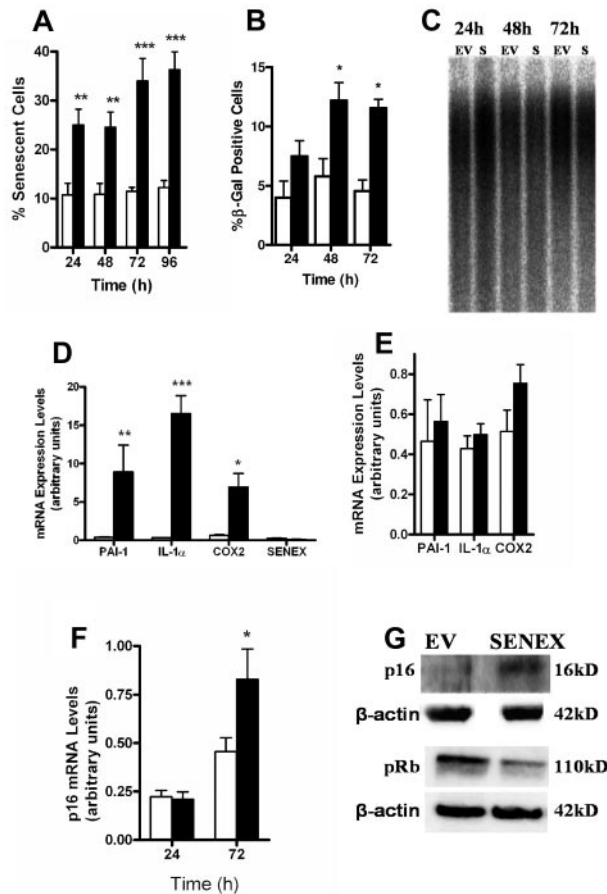 A
B
C
24h 48h 72h
EV S EV S EV S
**
**
***
***
% Senescent Cells
50
40
30
20
10
0
24 48 72 96
Time (h)
*
*
%β-Gal Positive Cells
15
10
5
0
24 48 72
Time (h)
D
E
**
***
*
mRNA Expression Levels
(arbitrary units)
20
15
10
5
0
PAI-1 IL-1α COX2 SENEX
mRNA Expression Levels
(arbitrary units)
1.0
0.8
0.6
0.4
0.2
0.0
PAI-1 IL-1α COX2
F
*
p16 mRNA Levels
(arbitrary units)
1.00
0.75
0.50
0.25
0.00
24 72
Time (h)
G
EV SENEX
p16 16kD
β-actin 42kD
pRb 110kD
β-actin 42kD